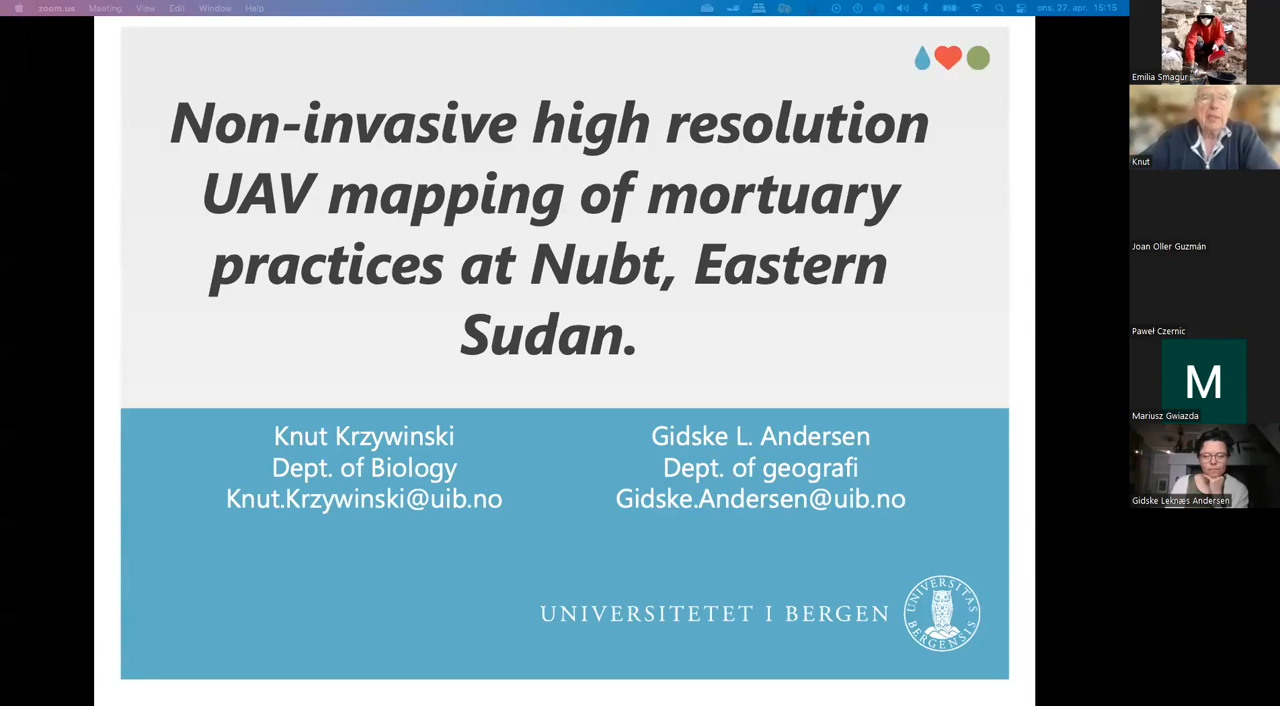 zoom.us Meeting View Edit Window Help ons. 27. apr. 15:15
Non-invasive high resolution
UAV mapping of mortuary
practices at Nubt, Eastern
Sudan.
Knut Krzywinski
Dept. of Biology
Knut.Krzywinski@uib.no
Gidske L. Andersen
Dept. of geografi
Gidske.Andersen@uib.no
UNIVERSITETET I BERGEN
UNIVERSITAS
BERGENSIS
Emilia Smagur
Knut
Joan Oller Guzmán
Paweł Czernic
M
Mariusz Gwiazda
Gidske Leknæs Andersen